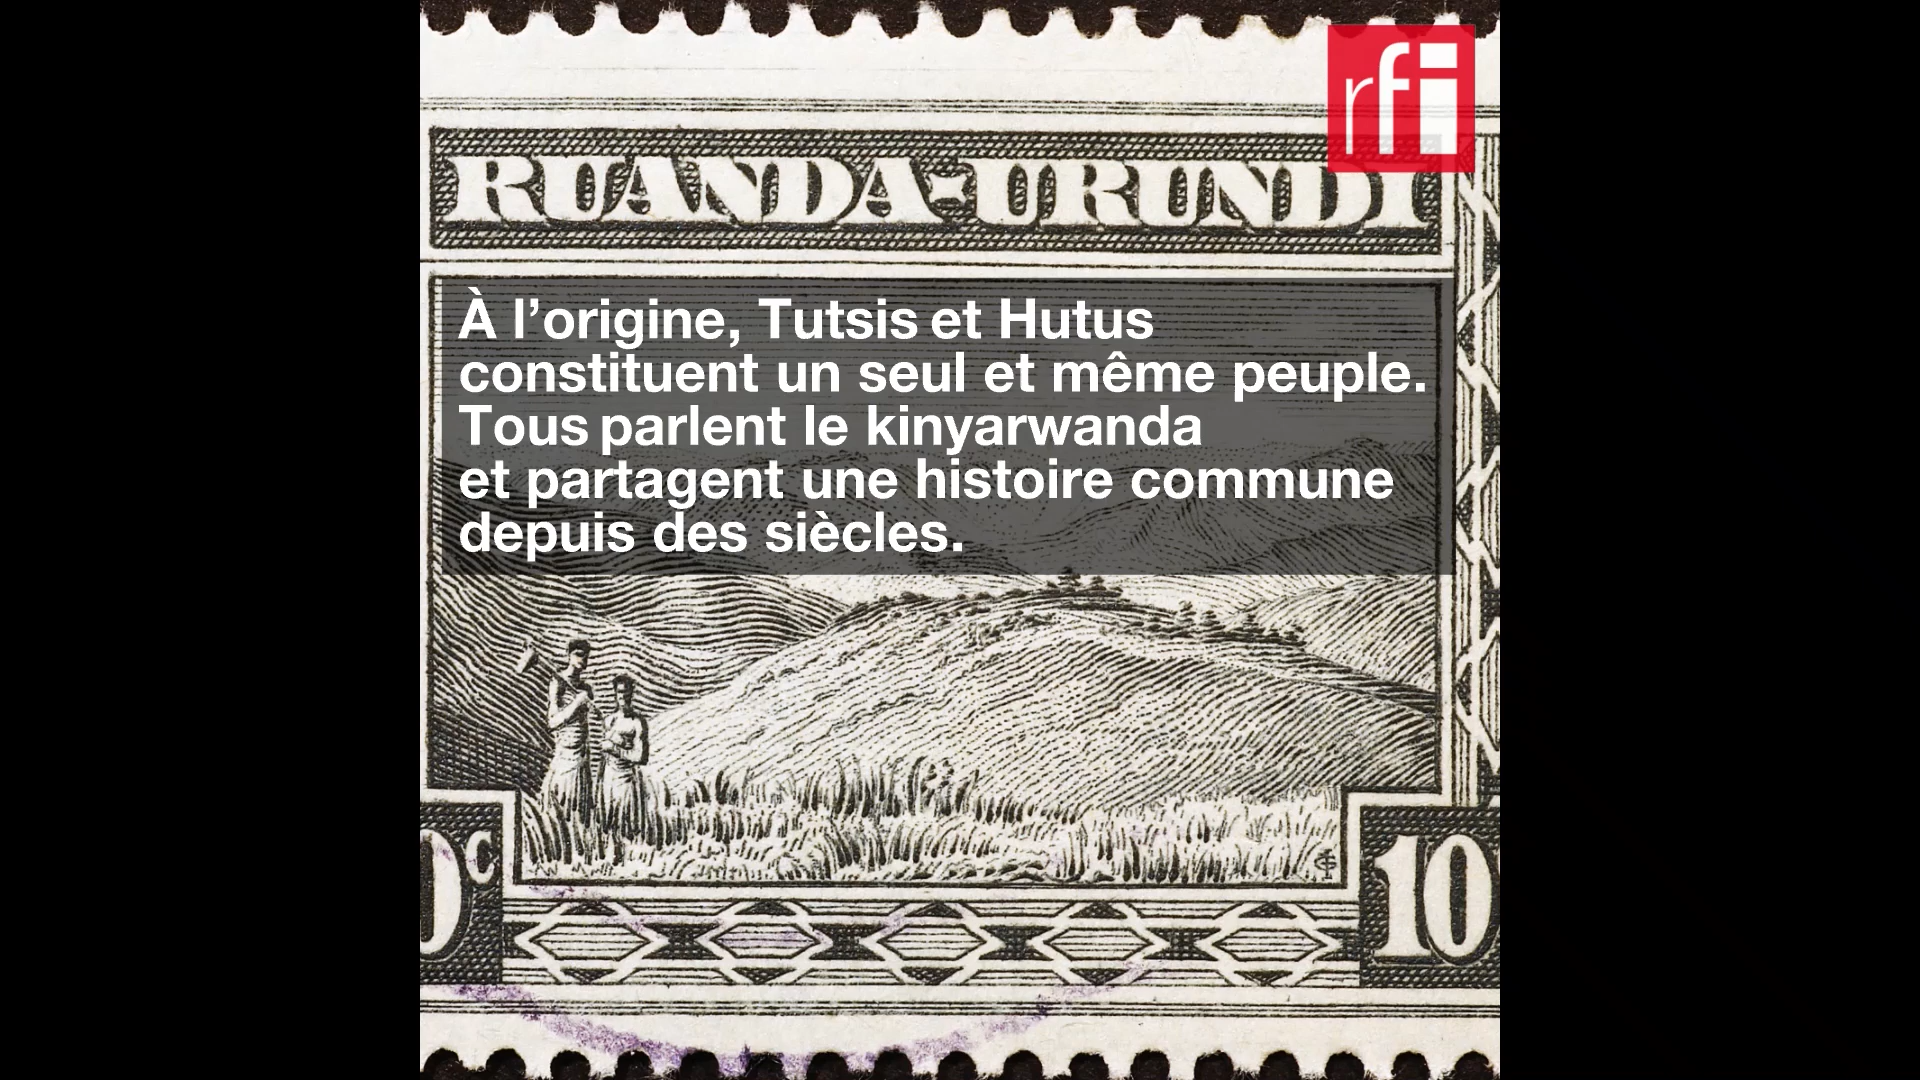 rfi
RUANDA-URUNDI
À l’origine, Tutsis et Hutus
constituent un seul et même peuple.
Tous parlent le kinyarwanda
et partagent une histoire commune
depuis des siècles.
0c
10